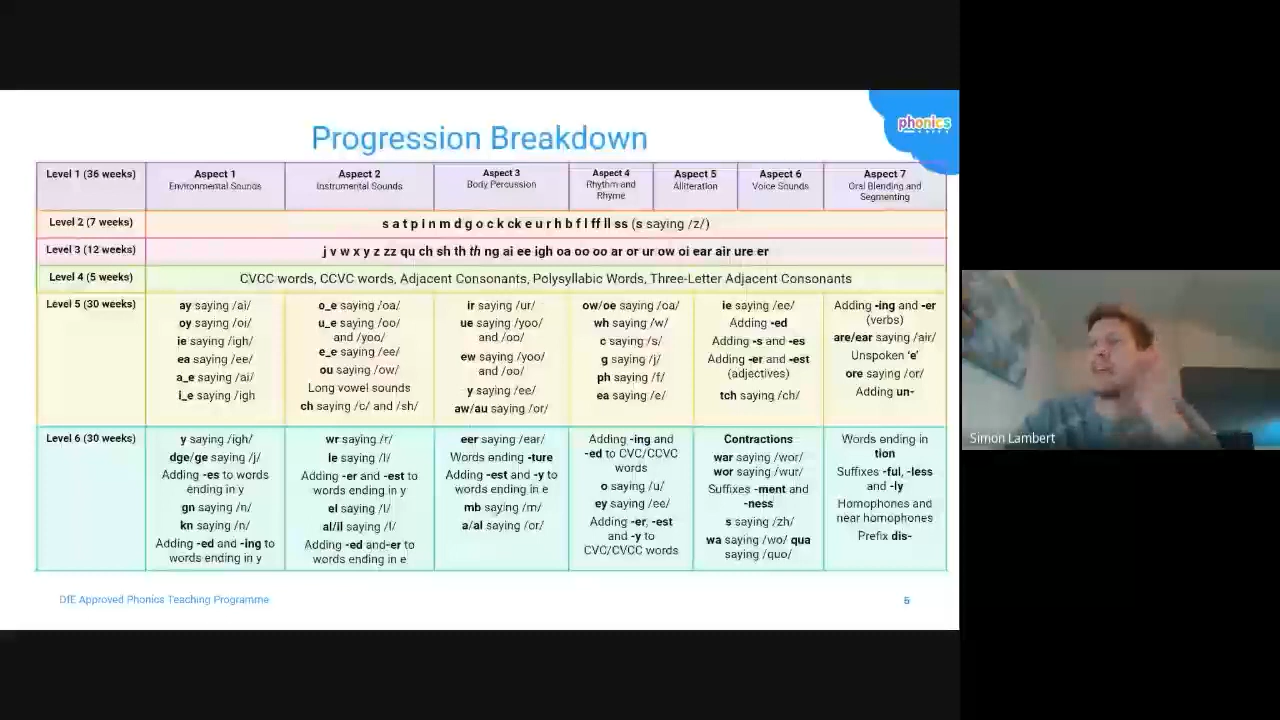 phonics
Progression Breakdown
Level 1 (36 weeks)
Aspect 1
Environmental Sounds
Aspect 2
Instrumental Sounds
Aspect 3
Body Percussion
Aspect 4
Rhythm and
Rhyme
Aspect 5
Alliteration
Aspect 6
Voice Sounds
Aspect 7
Oral Blending and
Segmenting
Level 2 (7 weeks)
s a t p i n m d g o c k ck e u r h b f l ff ll ss (s saying /z/)
Level 3 (12 weeks)
j v w x y z zz qu ch sh th th ng ai ee igh oa oo oo ar or ur ow oi ear air ure er
Level 4 (5 weeks)
CVCC words, CCVC words, Adjacent Consonants, Polysyllabic Words, Three-Letter Adjacent Consonants
Level 5 (30 weeks)
ay saying /ai/
oy saying /oi/
ie saying /igh/
ea saying /ee/
a_e saying /ai/
i_e saying /igh
o_e saying /oa/
u_e saying /oo/
and /yoo/
e_e saying /ee/
ou saying /ow/
Long vowel sounds
ch saying /c/ and /sh/
ir saying /ur/
ue saying /yoo/
and /oo/
ew saying /yoo/
and /oo/
y saying /ee/
aw/au saying /or/
ow/oe saying /oa/
wh saying /w/
c saying /s/
g saying /j/
ph saying /f/
ea saying /e/
ie saying /ee/
Adding -ed
Adding -s and -es
Adding -er and -est
(adjectives)
tch saying /ch/
Adding -ing and -er
(verbs)
are/ear saying /air/
Unspoken 'e'
ore saying /or/
Adding un-
Level 6 (30 weeks)
y saying /igh/
dge/ge saying /j/
Adding -es to words
ending in y
gn saying /n/
kn saying /n/
Adding -ed and -ing to
words ending in y
wr saying /r/
le saying /l/
Adding -er and -est to
words ending in y
el saying /l/
al/il saying /l/
Adding -ed and-er to
words ending in e
eer saying /ear/
Words ending -ture
Adding -est and -y to
words ending in e
mb saying /m/
a/al saying /or/
Adding -ing and
-ed to CVC/CCVC
words
o saying /u/
ey saying /ee/
Adding -er, -est
and -y to
CVC/CVCC words
Contractions
war saying /wor/
wor saying /wur/
Suffixes -ment and
-ness
s saying /zh/
wa saying /wo/ qua
saying /quo/
Words ending in
tion
Suffixes -ful, -less
and -ly
Homophones and
near homophones
Prefix dis-
DfE Approved Phonics Teaching Programme
5
Simon Lambert